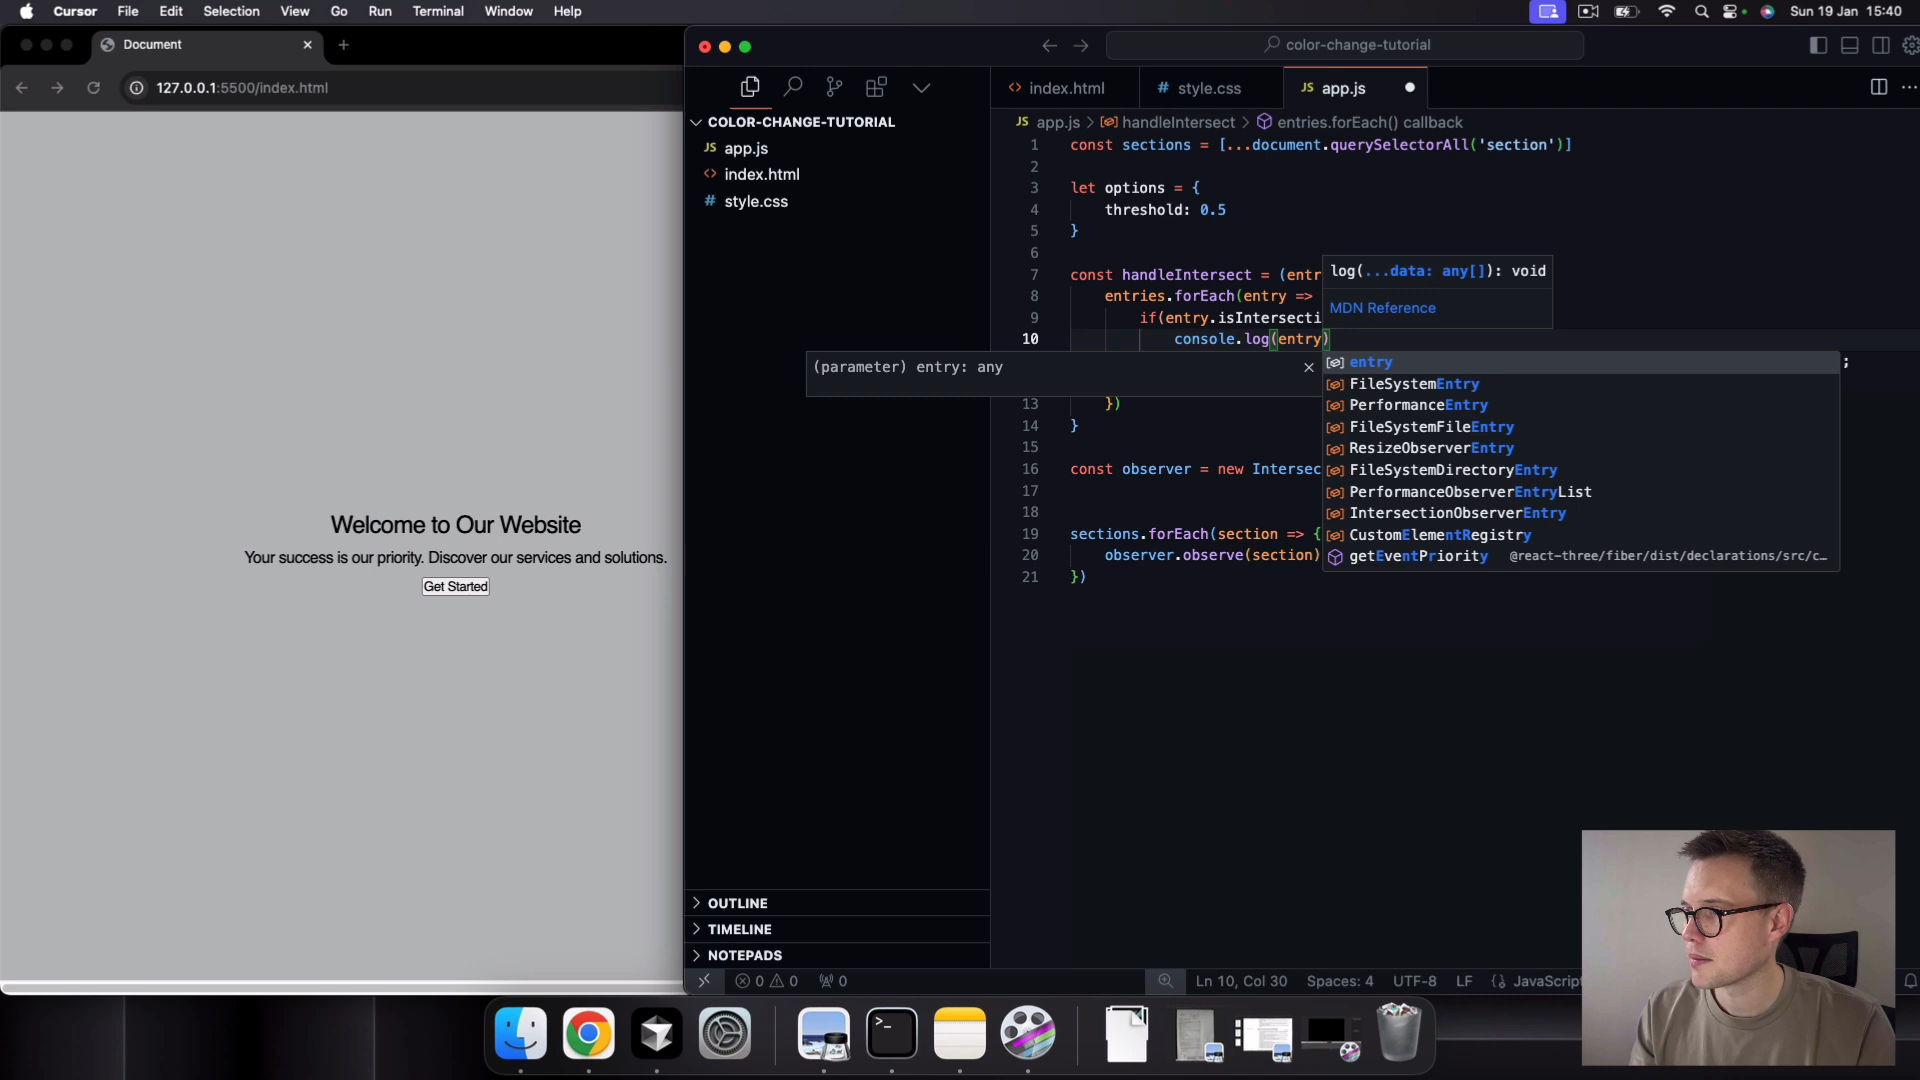 Cursor File Edit Selection View Go Run Terminal Window Help Sun 19 Jan 15:40
Document
127.0.0.1:5500/index.html
Welcome to Our Website
Your success is our priority. Discover our services and solutions.
Get Started
color-change-tutorial
COLOR-CHANGE-TUTORIAL
JS app.js
<> index.html
# style.css
OUTLINE
TIMELINE
NOTEPADS
<> index.html # style.css JS app.js
JS app.js > handleIntersect > entries.forEach() callback
1 const sections = [...document.querySelectorAll('section')]
2
3 let options = {
4 threshold: 0.5
5 }
6
7 const handleIntersect = (entr
8 entries.forEach(entry =>
9 if(entry.isIntersecti
10 console.log(entry)
;
13 })
14 }
15
16 const observer = new Intersec
17
18
19 sections.forEach(section => {
20 observer.observe(section)
21 })
log(...data: any[]): void
MDN Reference
(parameter) entry: any
entry
FileSystemEntry
PerformanceEntry
FileSystemFileEntry
ResizeObserverEntry
FileSystemDirectoryEntry
PerformanceObserverEntryList
IntersectionObserverEntry
CustomElementRegistry
getEventPriority @react-three/fiber/dist/declarations/src/c…
0 0 0 Ln 10, Col 30 Spaces: 4 UTF-8 LF {} JavaScript